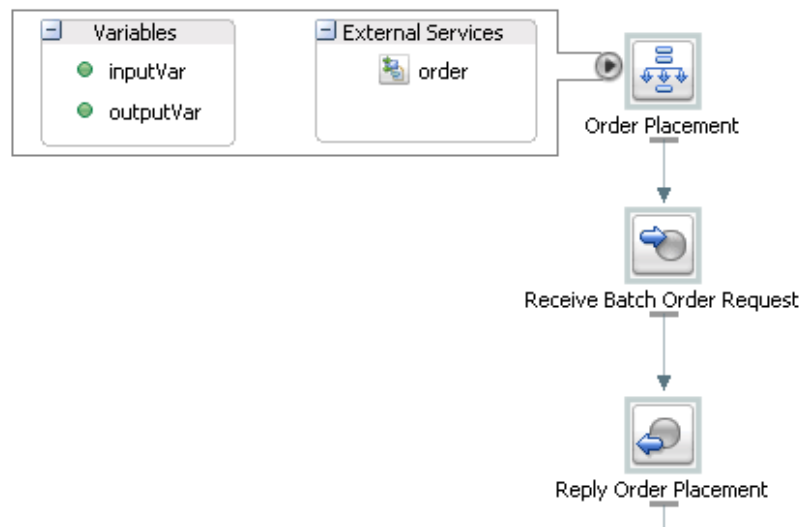 Variables
inputVar
outputVar
External Services
order
Order Placement
Receive Batch Order Request
Reply Order Placement